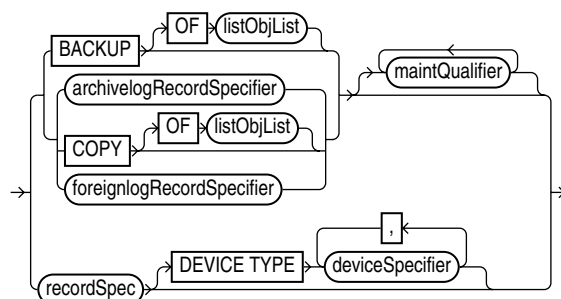 OF listObjList
BACKUP
maintQualifier
archivelogRecordSpecifier
OF listObjList
COPY
foreignlogRecordSpecifier
,
DEVICE TYPE deviceSpecifier
recordSpec